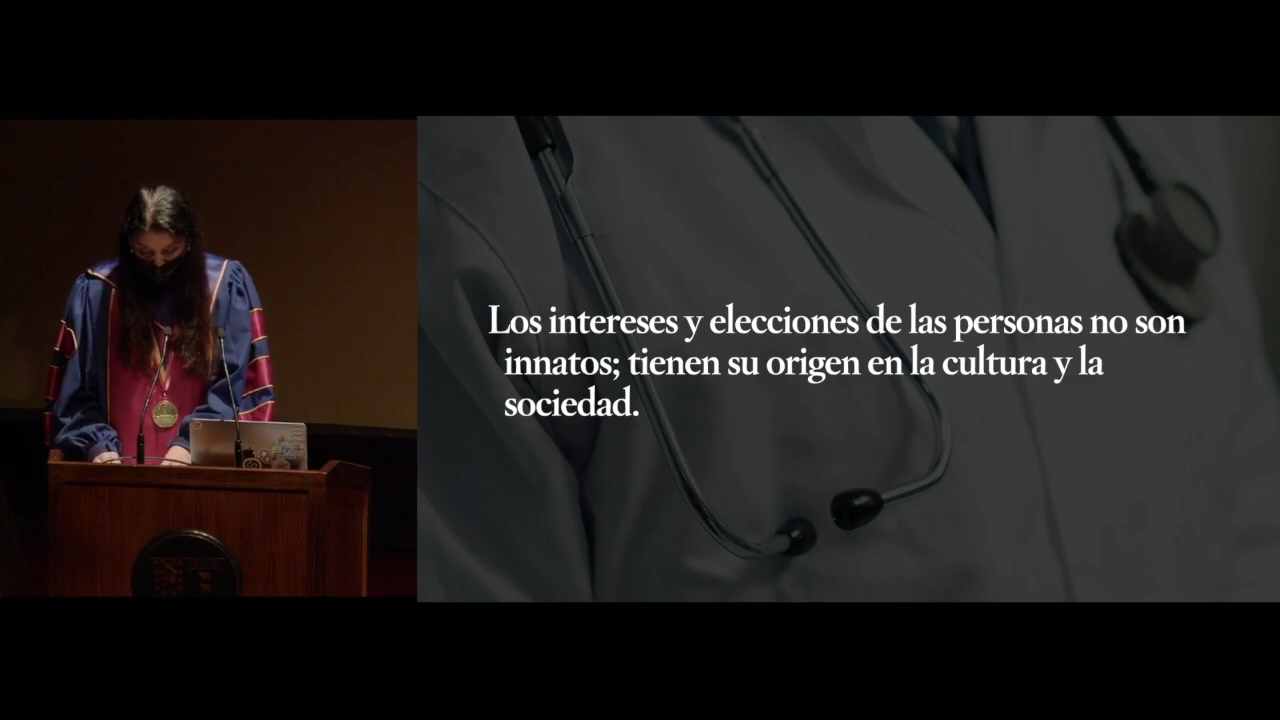 Los intereses y elecciones de las personas no son
innatos; tienen su origen en la cultura y la
sociedad.